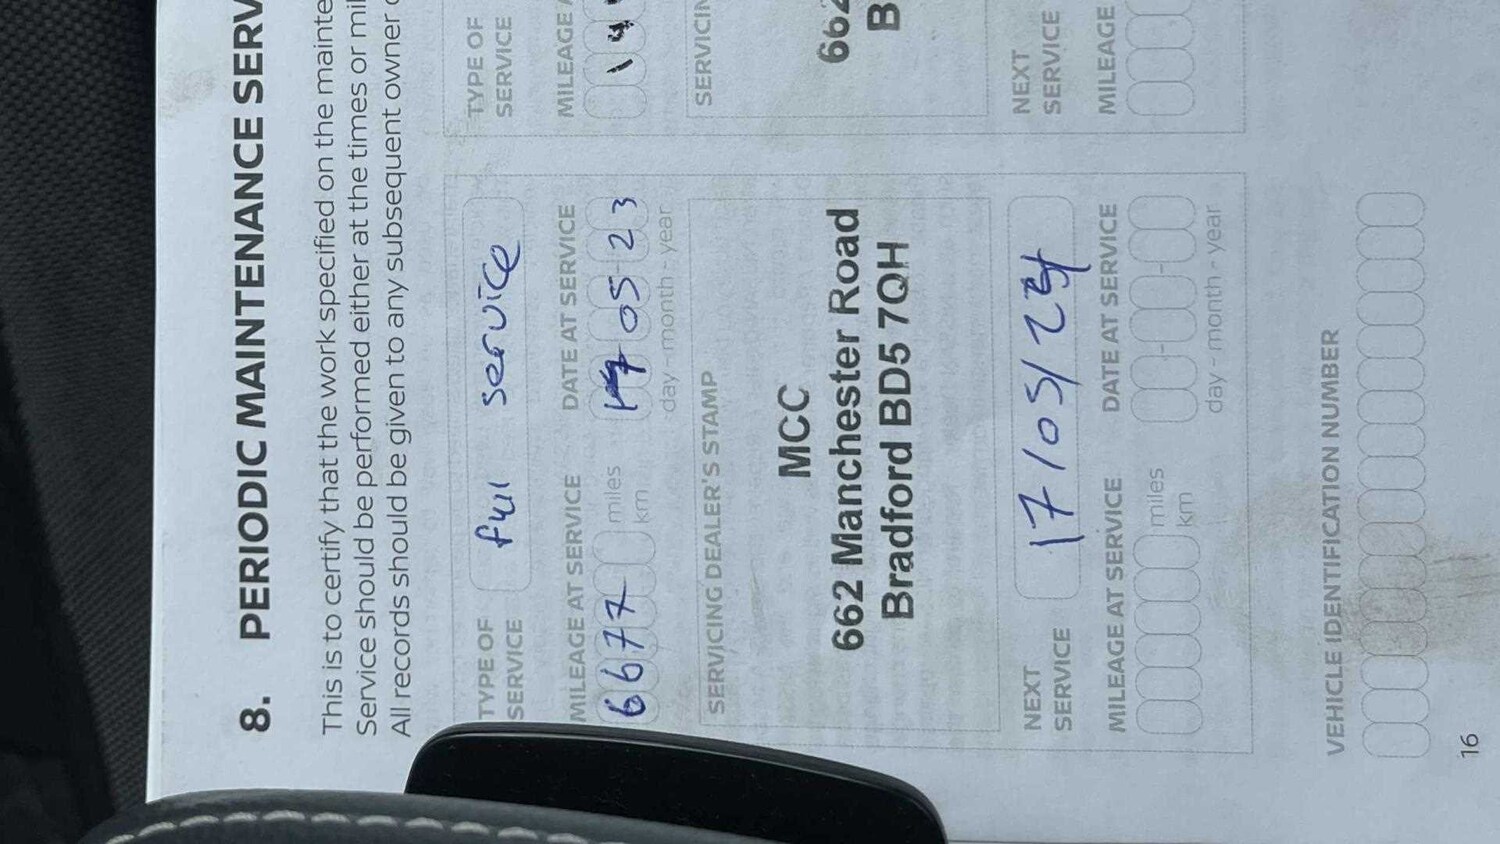 8. PERIODIC MAINTENANCE SERV
This is to certify that the work specified on the mainte
Service should be performed either at the times or mil
All records should be given to any subsequent owner
TYPE OF
SERVICE
full service
MILEAGE AT SERVICE
DATE AT SERVICE
6677
miles
km
17 05 23
day - month - year
SERVICING DEALER'S STAMP
MCC
662 Manchester Road
Bradford BD5 7QH
NEXT
SERVICE
17/05/24
MILEAGE AT SERVICE
DATE AT SERVICE
miles
km
day - month - year
TYPE OF
SERVICE
MILEAGE
SERVICIN
662
B
NEXT
SERVICE
MILEAGE
VEHICLE IDENTIFICATION NUMBER
16